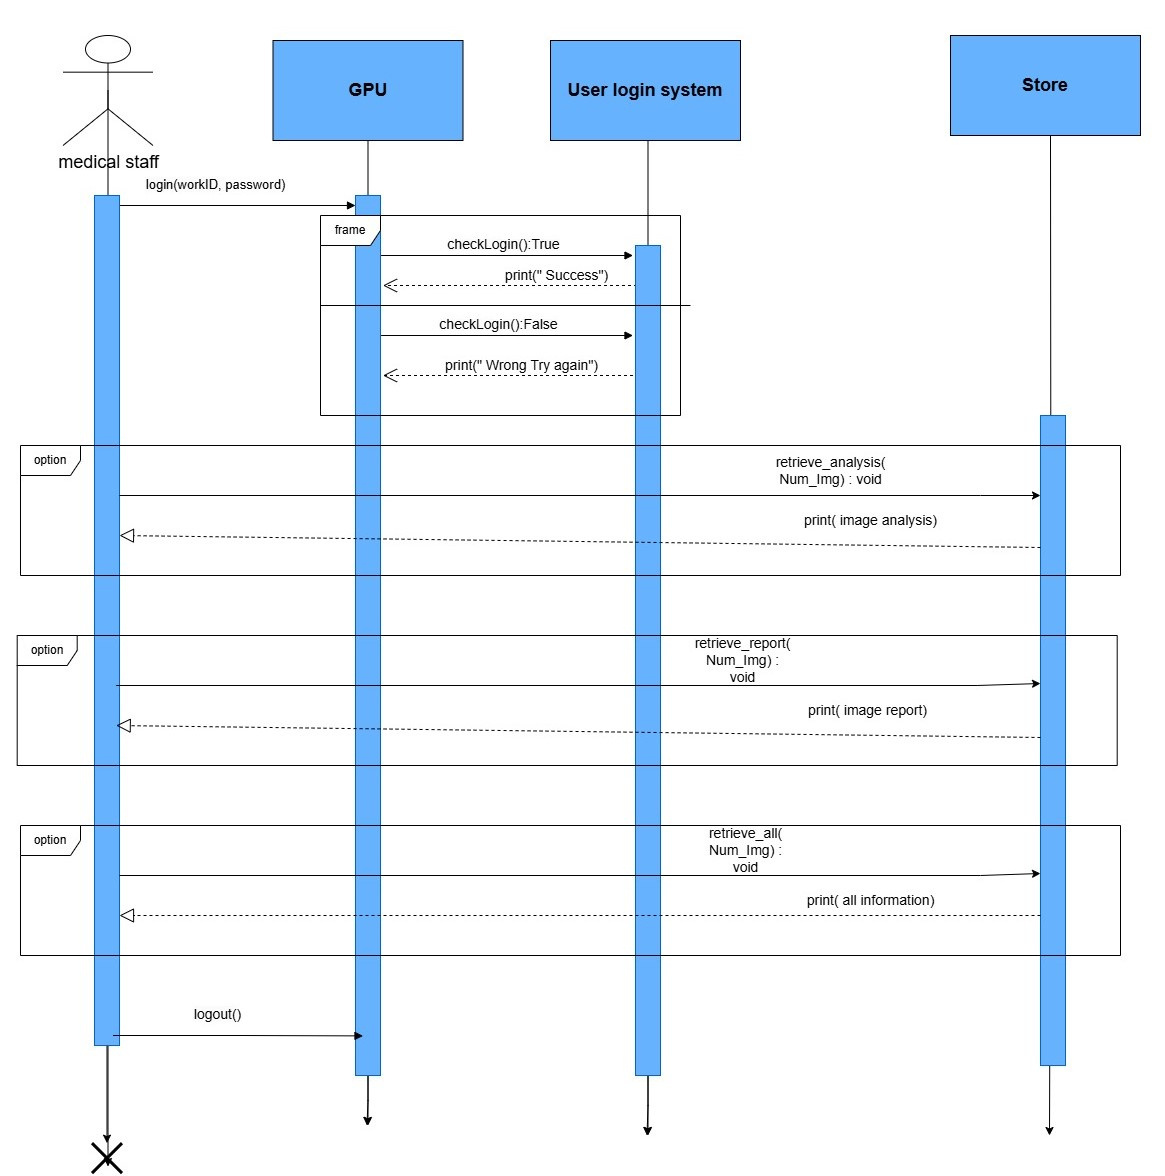 GPU
User login system
Store
medical staff
login(workID, password)
frame
checkLogin():True
print(" Success")
checkLogin():False
print(" Wrong Try again")
option
retrieve_analysis(
Num_Img) : void
print( image analysis)
option
retrieve_report(
Num_Img) :
void
print( image report)
option
retrieve_all(
Num_Img) :
void
print( all information)
logout()